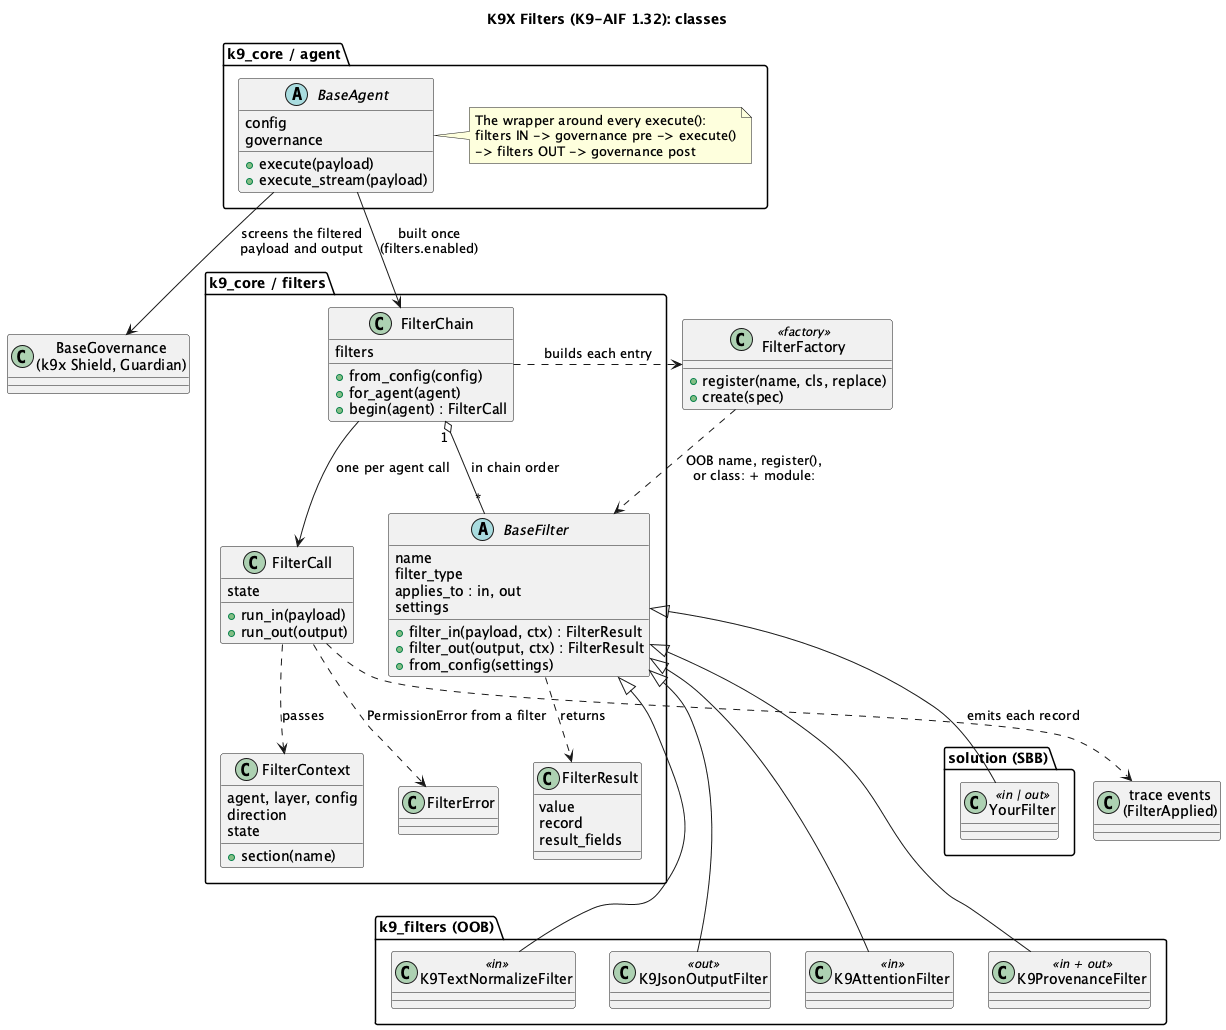 K9X Filters (K9-AIF 1.32): classes
k9_core / agent
A BaseAgent
config
governance
execute(payload)
execute_stream(payload)
The wrapper around every execute():
filters IN -> governance pre -> execute()
-> filters OUT -> governance post
screens the filtered
payload and output
built once
(filters.enabled)
k9_core / filters
C BaseGovernance
(k9x Shield, Guardian)
C FilterChain
filters
from_config(config)
for_agent(agent)
begin(agent) : FilterCall
builds each entry
«factory»
C FilterFactory
register(name, cls, replace)
create(spec)
1
one per agent call
in chain order
*
OOB name, register(),
or class: + module:
C FilterCall
state
run_in(payload)
run_out(output)
A BaseFilter
name
filter_type
applies_to : in, out
settings
filter_in(payload, ctx) : FilterResult
filter_out(output, ctx) : FilterResult
from_config(settings)
passes
PermissionError from a filter
returns
emits each record
C FilterContext
agent, layer, config
direction
state
section(name)
C FilterError
C FilterResult
value
record
result_fields
solution (SBB)
«in | out»
C YourFilter
C trace events
(FilterApplied)
k9_filters (OOB)
«in»
C K9TextNormalizeFilter
«out»
C K9JsonOutputFilter
«in»
C K9AttentionFilter
«in + out»
C K9ProvenanceFilter